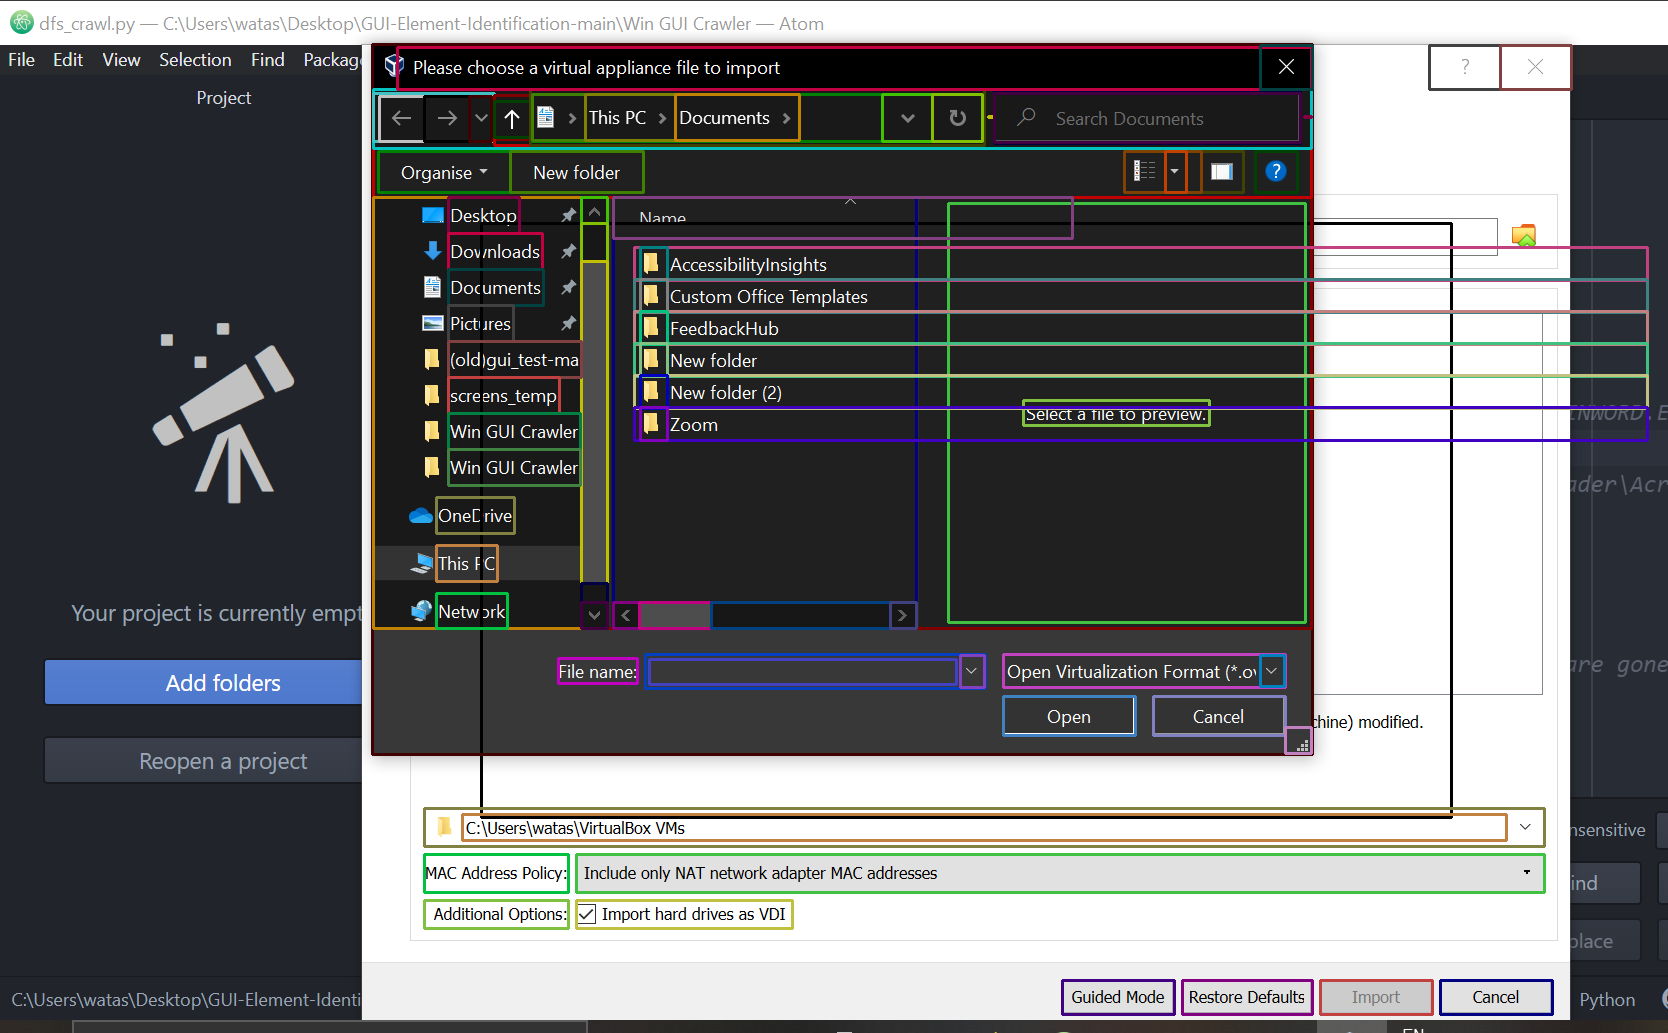 dfs_crawl.py — C:\Users\watas\Desktop\GUI-Element-Identification-main\Win GUI Crawler — Atom
File Edit View Selection Find
Project
Please choose a virtual appliance file to import
This PC Documents
Search Documents
Organise New folder
Name
Desktop
Downloads
Documents
Pictures
(old)gui_test-ma
screens_temp
Win GUI Crawler
Win GUI Crawler
OneDrive
This PC
Network
AccessibilityInsights
Custom Office Templates
FeedbackHub
New folder
New folder (2)
Zoom
Select a file to preview.
File name:
Open Virtualization Format (*.ov
Open Cancel
Your project is currently empt
Add folders
Reopen a project
ENWORD.E
ader\Acr
are gone
chine) modified.
C:\Users\watas\VirtualBox VMs
MAC Address Policy: Include only NAT network adapter MAC addresses
Additional Options: Import hard drives as VDI
nsensitive
ind
place
Guided Mode Restore Defaults Import Cancel
C:\Users\watas\Desktop\GUI-Element-Identi
Python